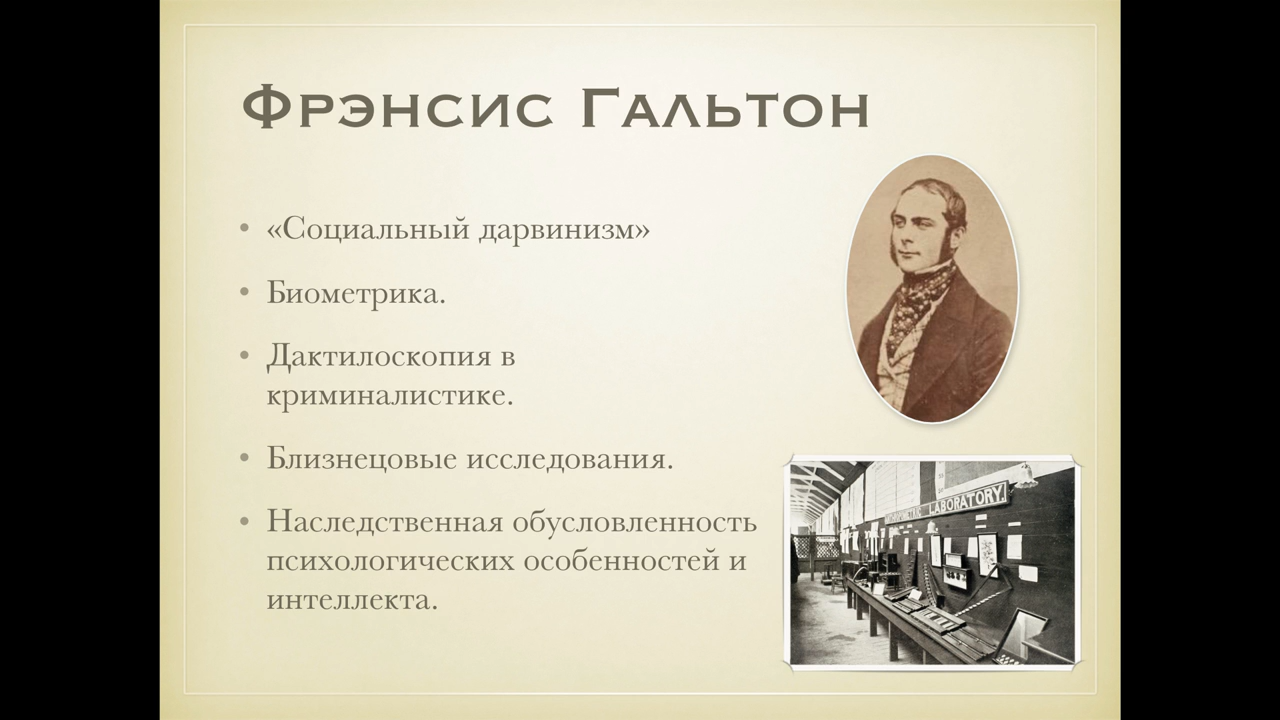 Фрэнсис Гальтон
• «Социальный дарвинизм»
• Биометрика.
• Дактилоскопия в
криминалистике.
• Близнецовые исследования.
• Наследственная обусловленность
психологических особенностей и
интеллекта.
LABORATORY.